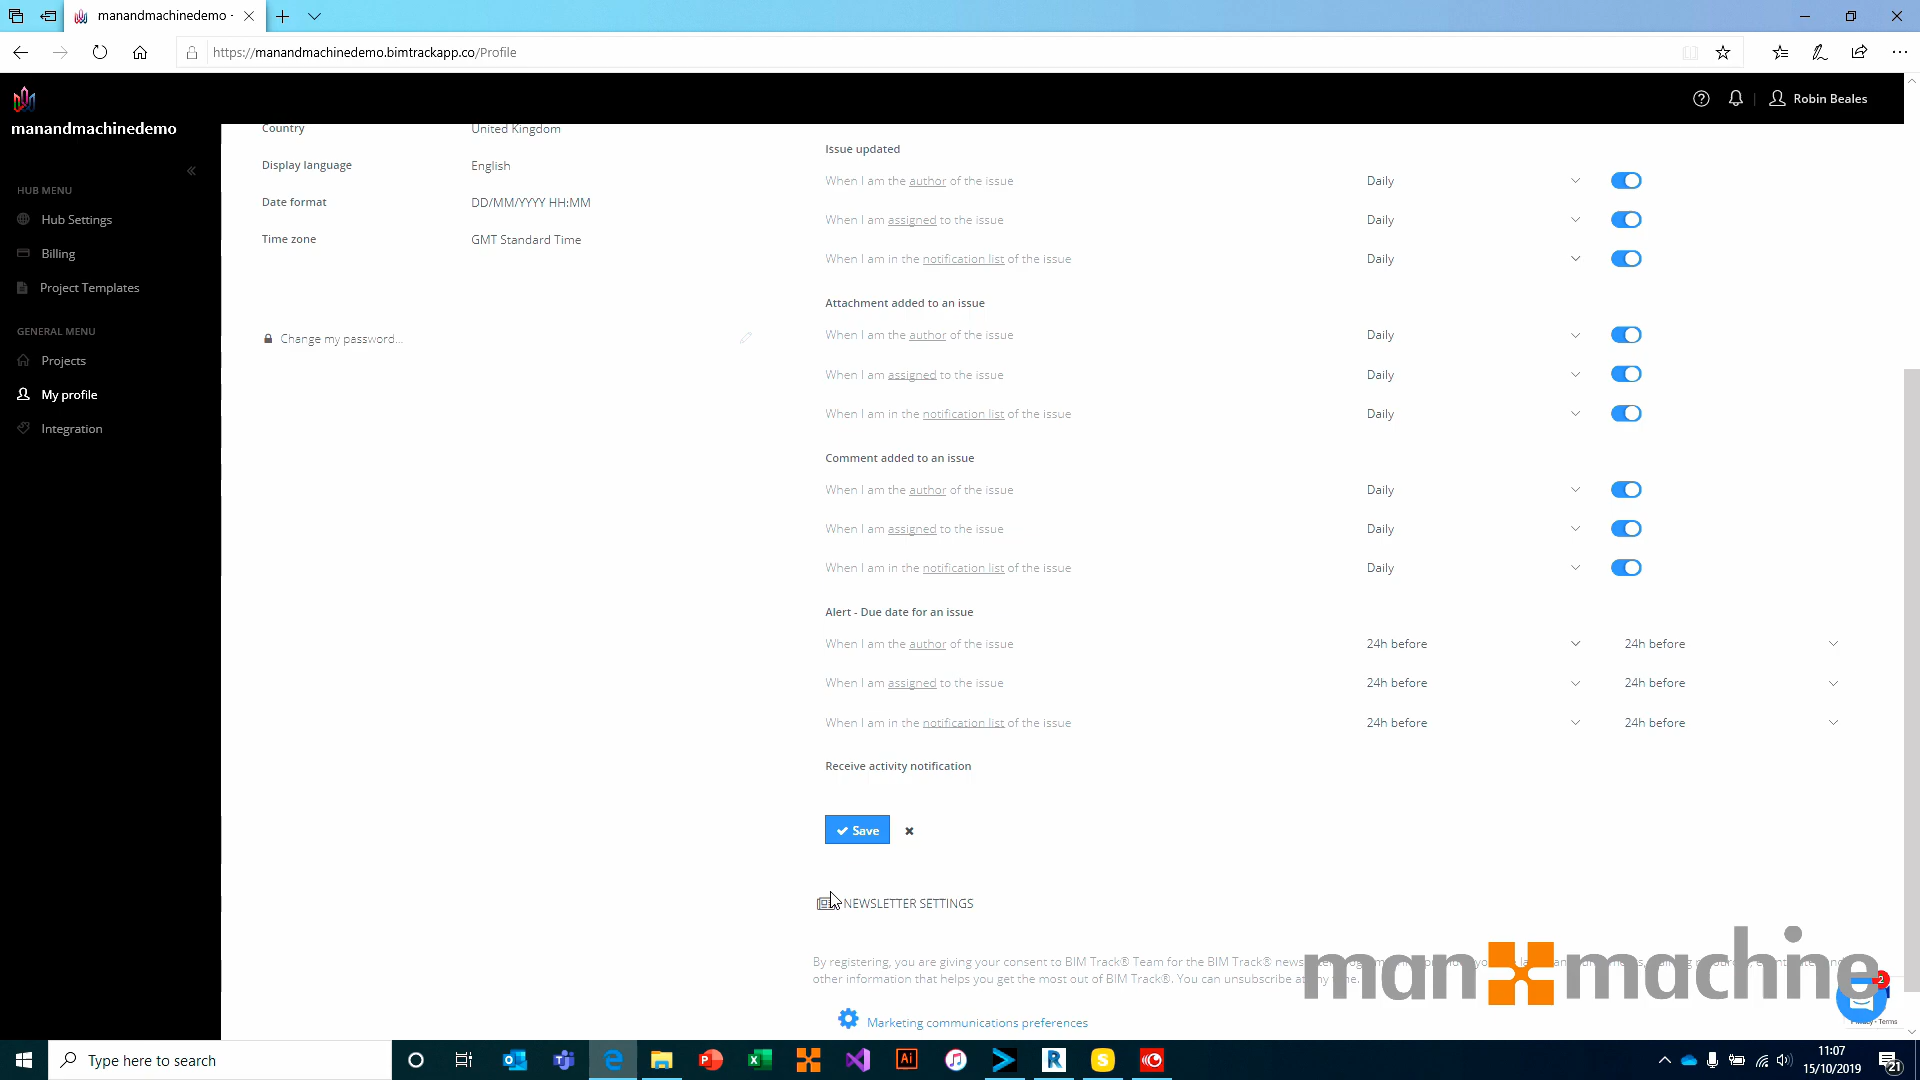 manandmachinedemo -
https://manandmachinedemo.bimtrackapp.co/Profile
manandmachinedemo
Robin Beales
HUB MENU
Hub Settings
Billing
Project Templates
GENERAL MENU
Projects
My profile
Integration
Country United Kingdom
Display language English
Date format DD/MM/YYYY HH:MM
Time zone GMT Standard Time
Change my password...
Issue updated
When I am the author of the issue Daily
When I am assigned to the issue Daily
When I am in the notification list of the issue Daily
Attachment added to an issue
When I am the author of the issue Daily
When I am assigned to the issue Daily
When I am in the notification list of the issue Daily
Comment added to an issue
When I am the author of the issue Daily
When I am assigned to the issue Daily
When I am in the notification list of the issue Daily
Alert - Due date for an issue
When I am the author of the issue 24h before 24h before
When I am assigned to the issue 24h before 24h before
When I am in the notification list of the issue 24h before 24h before
Receive activity notification
Save
NEWSLETTER SETTINGS
By registering, you are giving your consent to BIM Track® Team for the BIM Track®
other information that helps you get the most out of BIM Track®. You can unsubscribe at any time.
Marketing communications preferences
man machine
2
Terms
Type here to search
11:07
15/10/2019
21